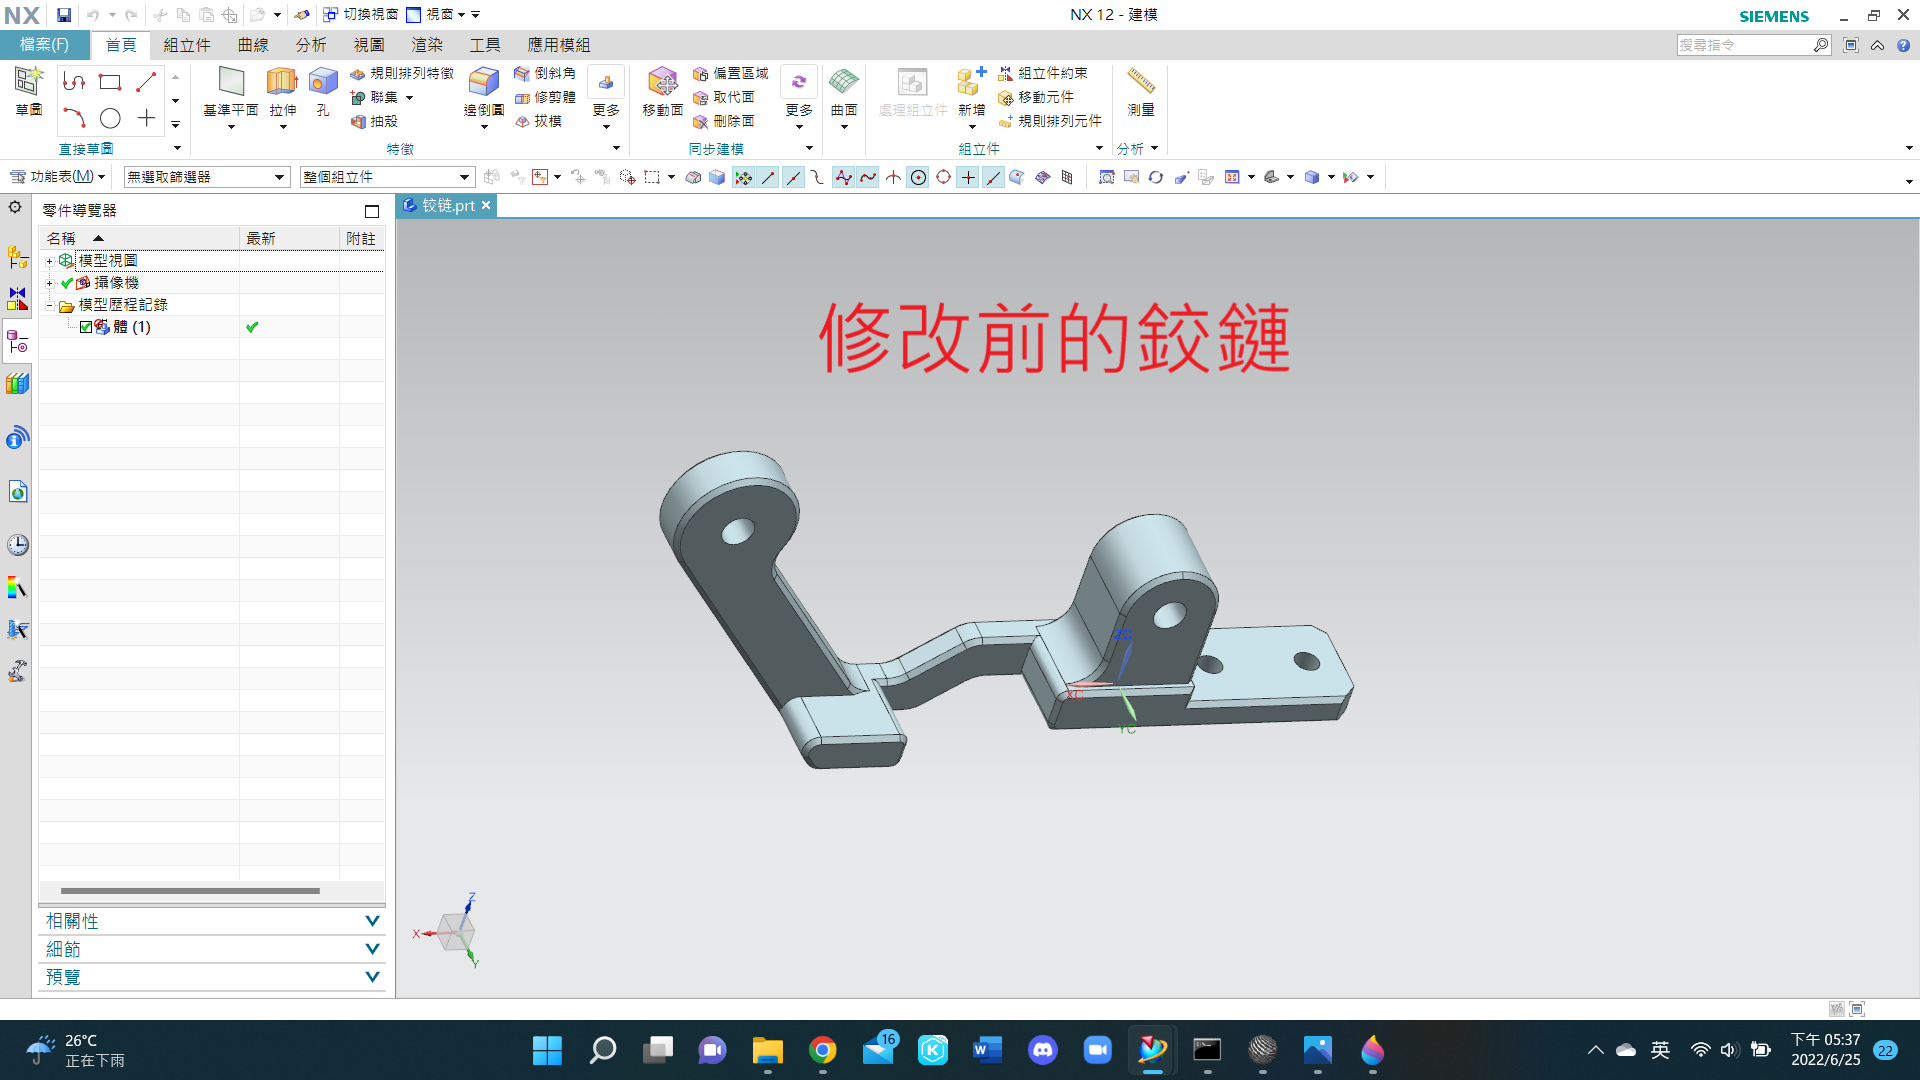 NX 切換視窗 視窗 NX 12 - 建模 SIEMENS
檔案(F) 首頁 組立件 曲線 分析 視圖 渲染 工具 應用模組 搜尋指令
草圖 基準平面 拉伸 孔 規則排列特徵 聯集 抽殼 邊倒圓 倒斜角 修剪體 拔模 更多 移動面 偏置區域 取代面 刪除面 更多 曲面 處理組立件 新增 組立件約束 移動元件 規則排列元件 測量
直接草圖 特徵 同步建模 組立件 分析
功能表(M) 無選取篩選器 整個組立件
零件導覽器 铰链.prt
名稱 最新 附註
模型視圖
攝像機
模型歷程記錄
體 (1)
修改前的鉸鏈
ZC
XC
YC
Z
X
Y
相關性
細節
預覽
26°C
正在下雨
16
英
下午 05:37
2022/6/25
22